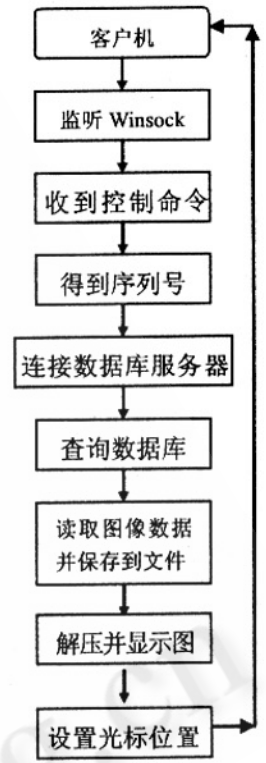 客户机
监听 Winsock
收到控制命令
得到序列号
连接数据库服务器
查询数据库
读取图像数据
并保存到文件
解压并显示图
设置光标位置